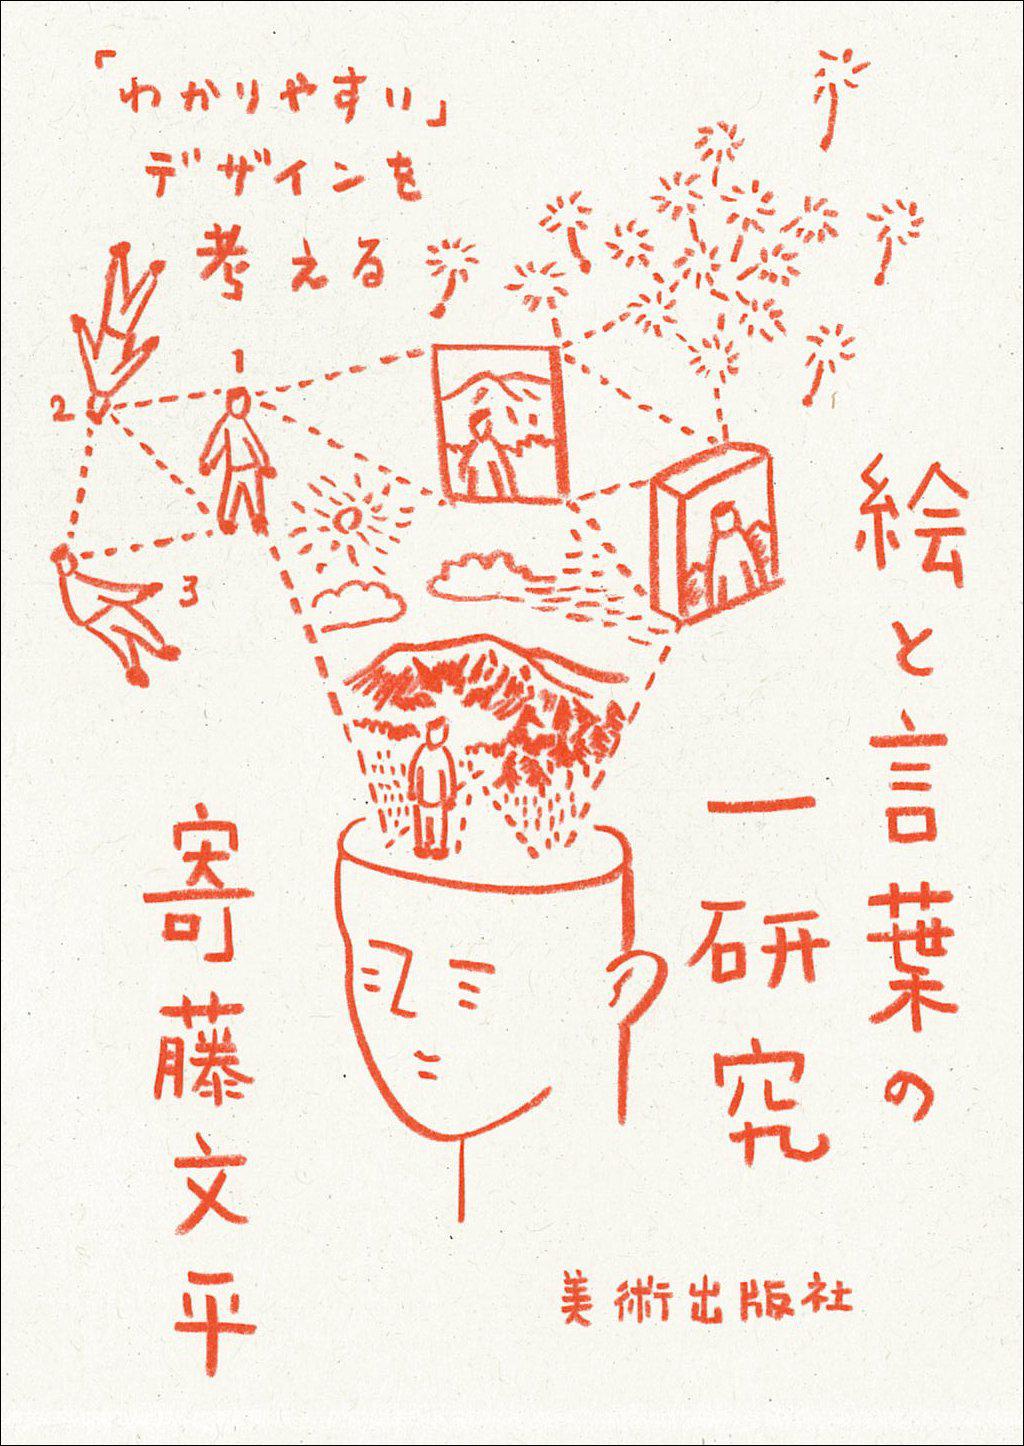 「わかりやすい」
デザインを
考える
絵と言葉の
一研究
寄藤文平
1
2
3
美術出版社